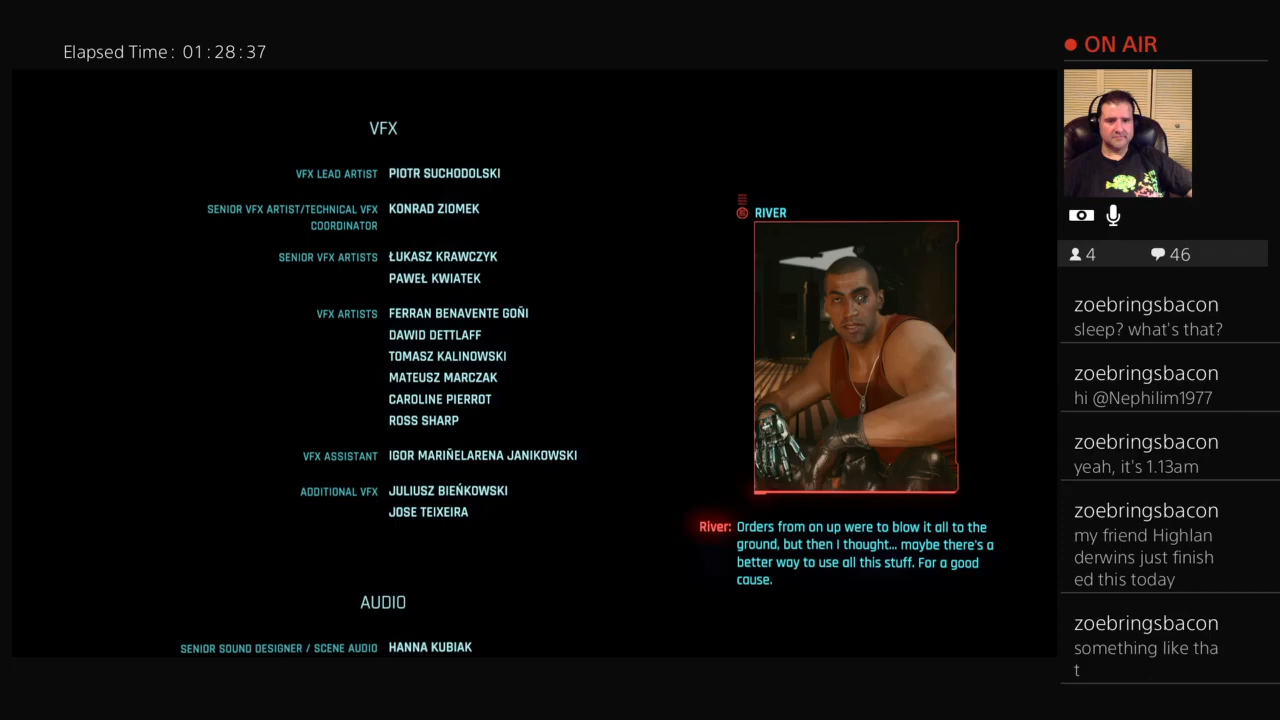 Elapsed Time: 01:28:37
ON AIR
VFX
VFX LEAD ARTIST PIOTR SUCHODOLSKI
SENIOR VFX ARTIST/TECHNICAL VFX KONRAD ZIOMEK
COORDINATOR
SENIOR VFX ARTISTS ŁUKASZ KRAWCZYK
PAWEŁ KWIATEK
VFX ARTISTS FERRAN BENAVENTE GOÑI
DAWID DETTLAFF
TOMASZ KALINOWSKI
MATEUSZ MARCZAK
CAROLINE PIERROT
ROSS SHARP
VFX ASSISTANT IGOR MARIÑELARENA JANIKOWSKI
ADDITIONAL VFX JULIUSZ BIEŃKOWSKI
JOSE TEIXEIRA
AUDIO
SENIOR SOUND DESIGNER / SCENE AUDIO HANNA KUBIAK
RIVER
River: Orders from on up were to blow it all to the
ground, but then I thought... maybe there's a
better way to use all this stuff. For a good
cause.
4 46
zoebringsbacon
sleep? what's that?
zoebringsbacon
hi @Nephilim1977
zoebringsbacon
yeah, it's 1.13am
zoebringsbacon
my friend Highlan
derwins just finish
ed this today
zoebringsbacon
something like tha
t